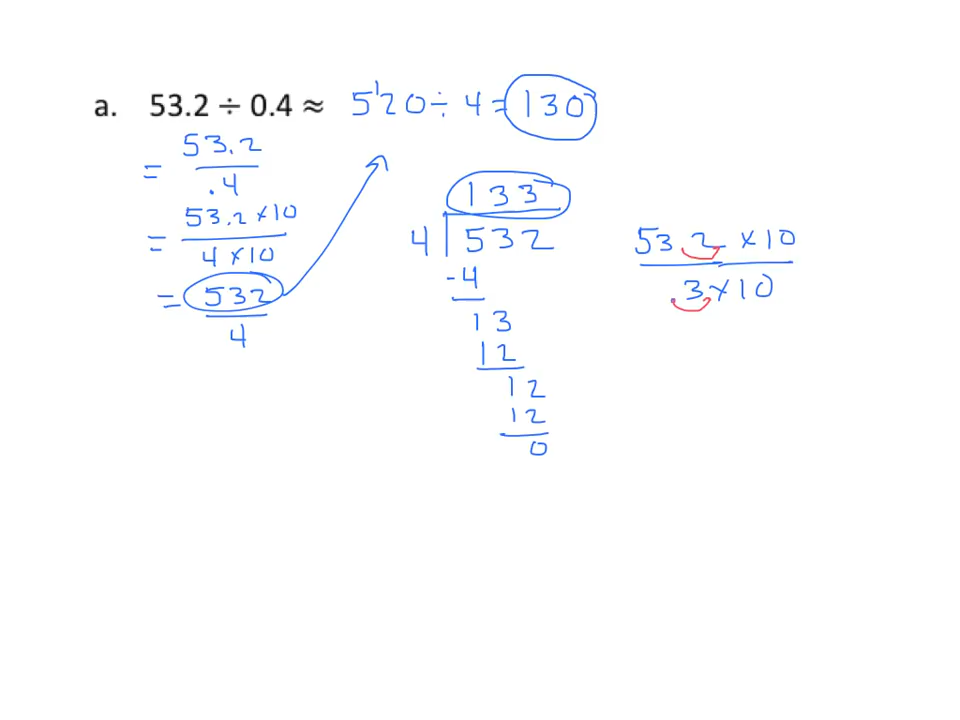 a. 53.2 ÷ 0.4 ≈ 520 ÷ 4 = 130
= 53.2
.4
= 53.2 × 10
4 × 10
= 532
4
133
4 532
-4
13
12
12
12
0
53.2 × 10
.3 × 10